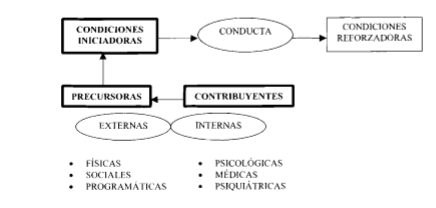 CONDICIONES
INICIADORAS
CONDUCTA
CONDICIONES
REFORZADORAS
PRECURSORAS
CONTRIBUYENTES
EXTERNAS
INTERNAS
• FÍSICAS
• SOCIALES
• PROGRAMÁTICAS
• PSICOLÓGICAS
• MÉDICAS
• PSIQUIÁTRICAS